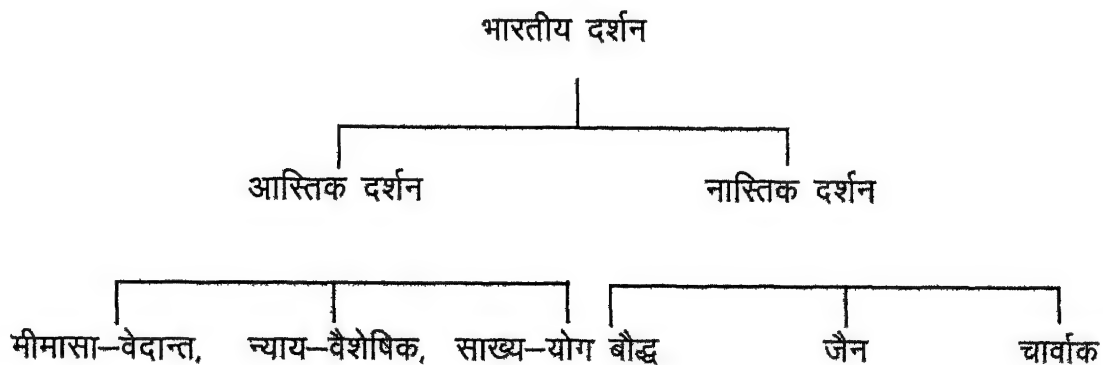 भारतीय दर्शन
आस्तिक दर्शन नास्तिक दर्शन
मीमासा–वेदान्त, न्याय–वैशेषिक, साख्य–योग बौद्ध जैन चार्वाक